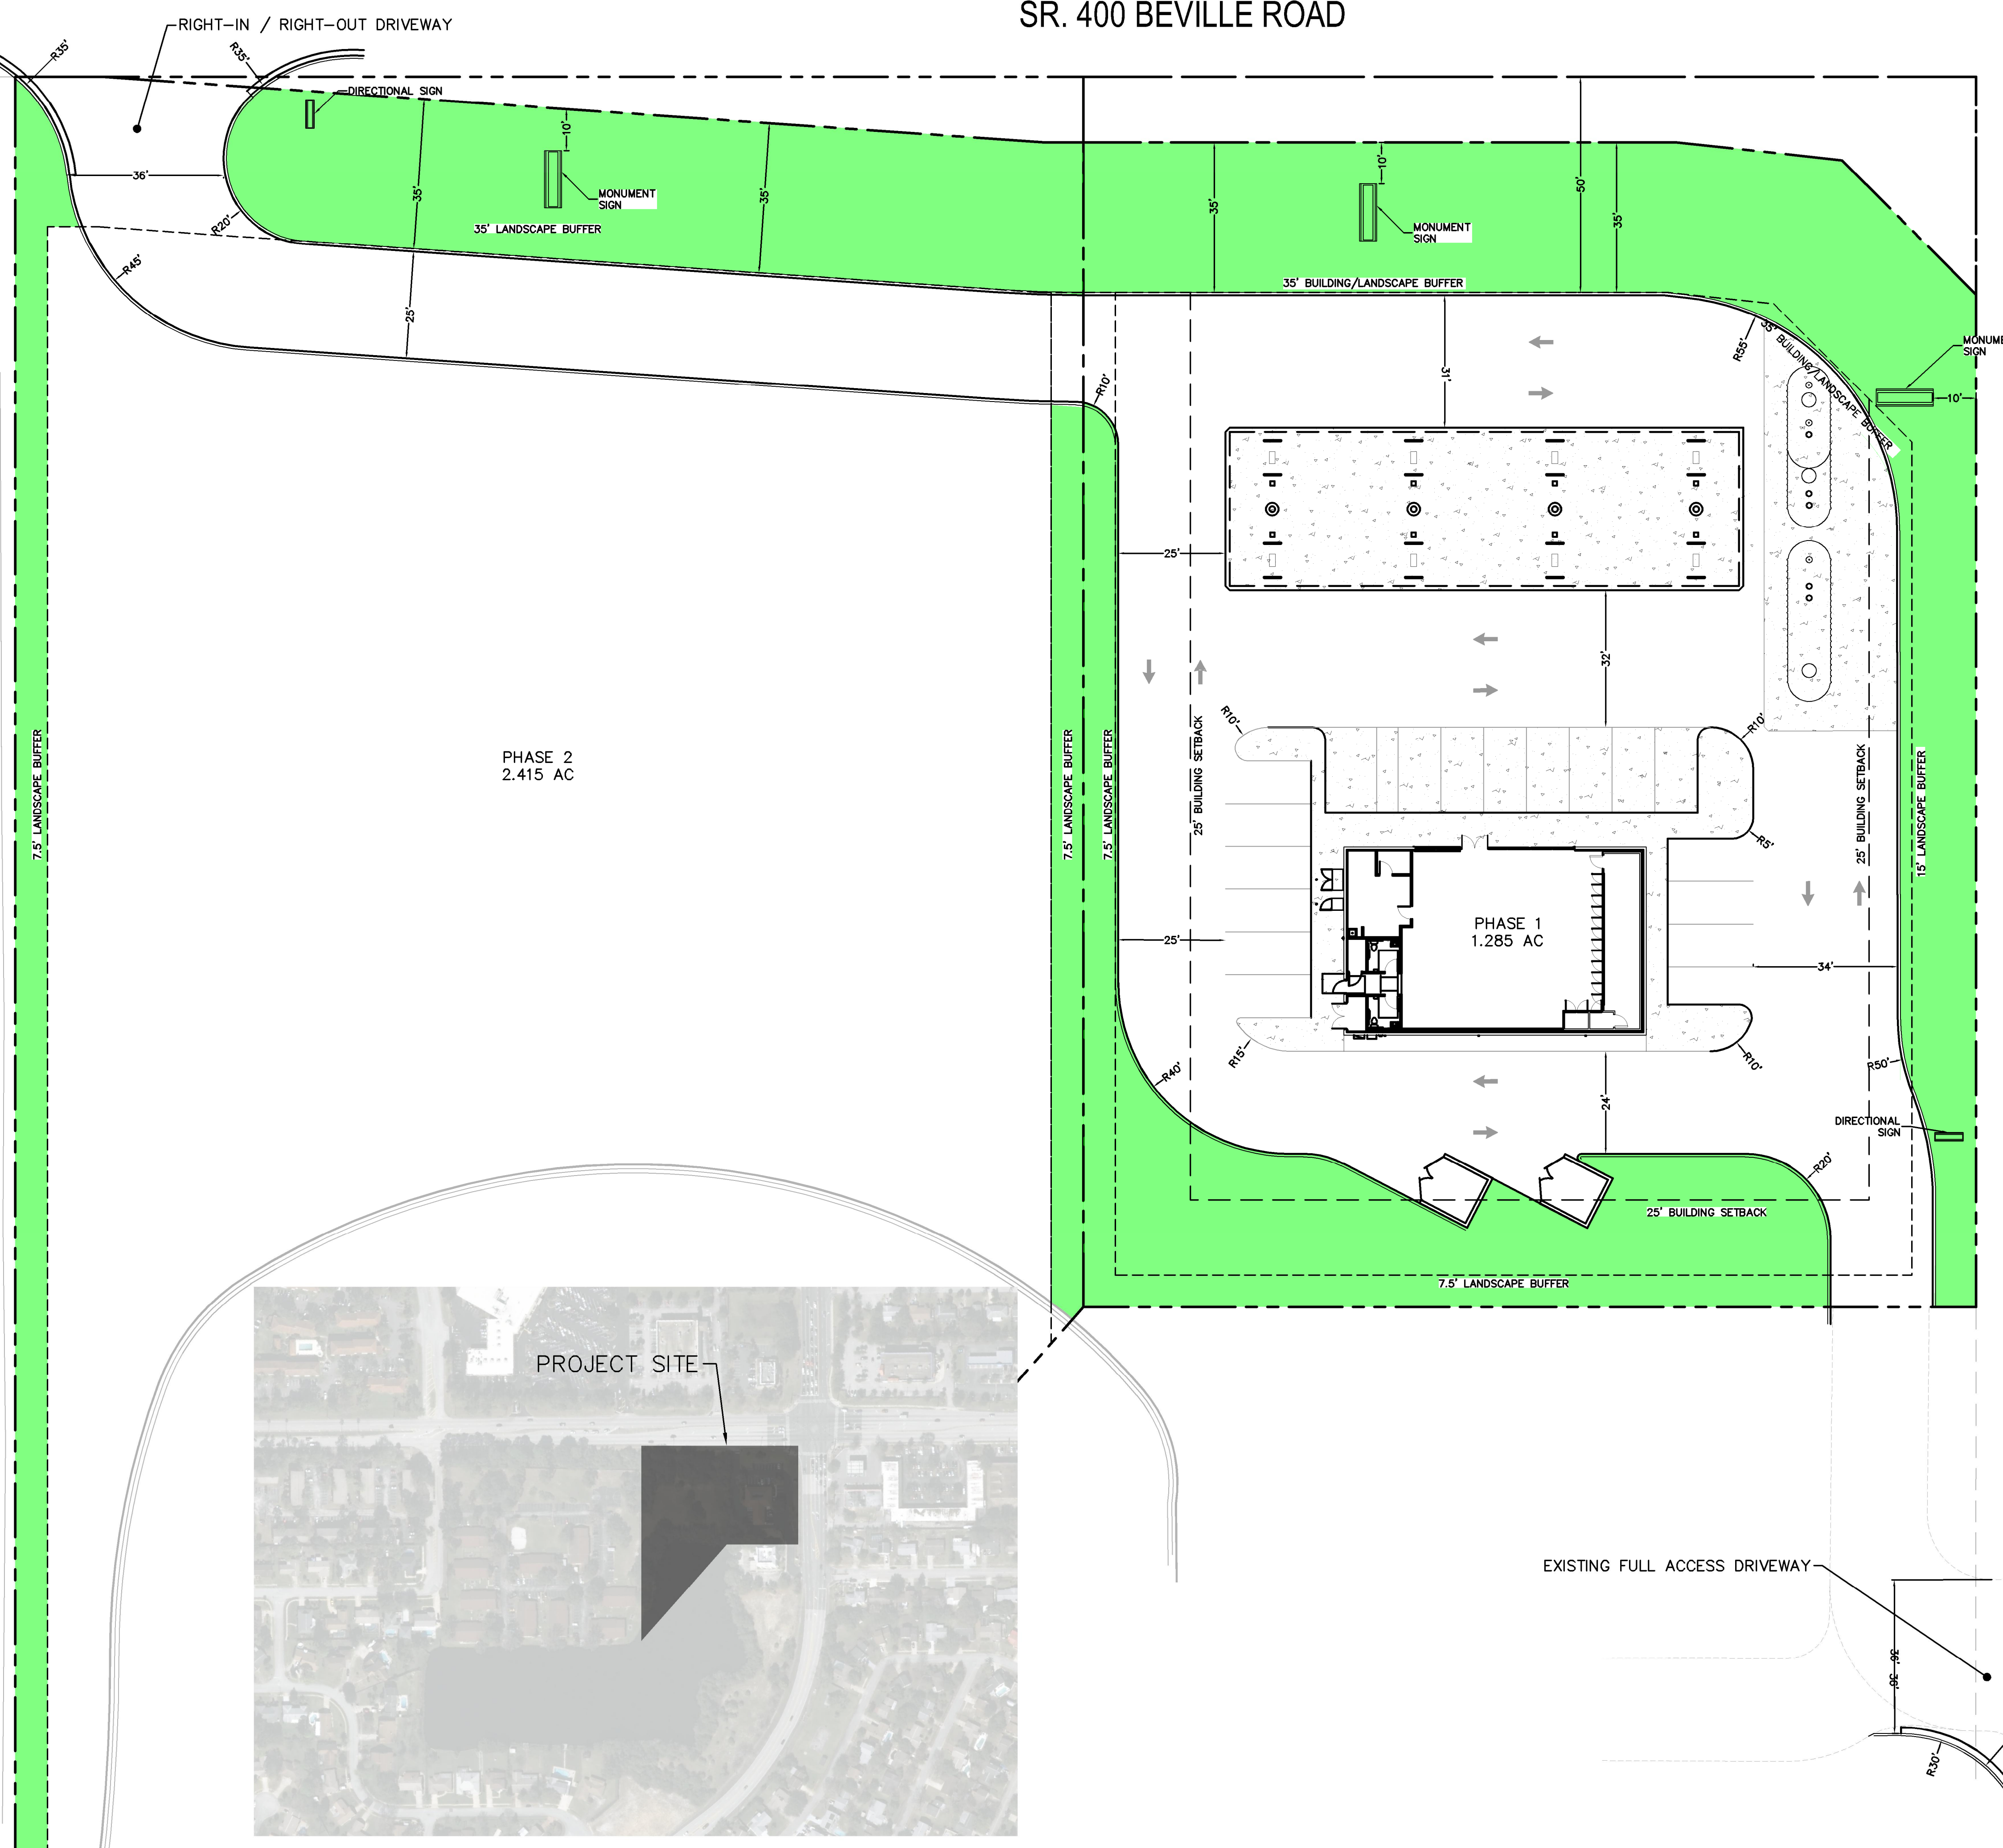 SR. 400 BEVILLE ROAD
RIGHT-IN / RIGHT-OUT DRIVEWAY
R35'
R35'
DIRECTIONAL SIGN
10'
10'
50'
36'
35'
35'
35'
35'
MONUMENT
SIGN
MONUMENT
SIGN
R20'
35' LANDSCAPE BUFFER
R45'
35' BUILDING/LANDSCAPE BUFFER
25'
R55'
35' BUILDING/LANDSCAPE BUFFER
MONUME
SIGN
31'
R10'
10'
25'
32'
R10'
R10'
7.5' LANDSCAPE BUFFER
PHASE 2
2.415 AC
7.5' LANDSCAPE BUFFER
7.5' LANDSCAPE BUFFER
25' BUILDING SETBACK
25' BUILDING SETBACK
15' LANDSCAPE BUFFER
R5'
PHASE 1
1.285 AC
25'
34'
R15'
R10'
R50'
R40'
24'
DIRECTIONAL
SIGN
R20'
25' BUILDING SETBACK
7.5' LANDSCAPE BUFFER
PROJECT SITE
EXISTING FULL ACCESS DRIVEWAY
36'
36'
R30'